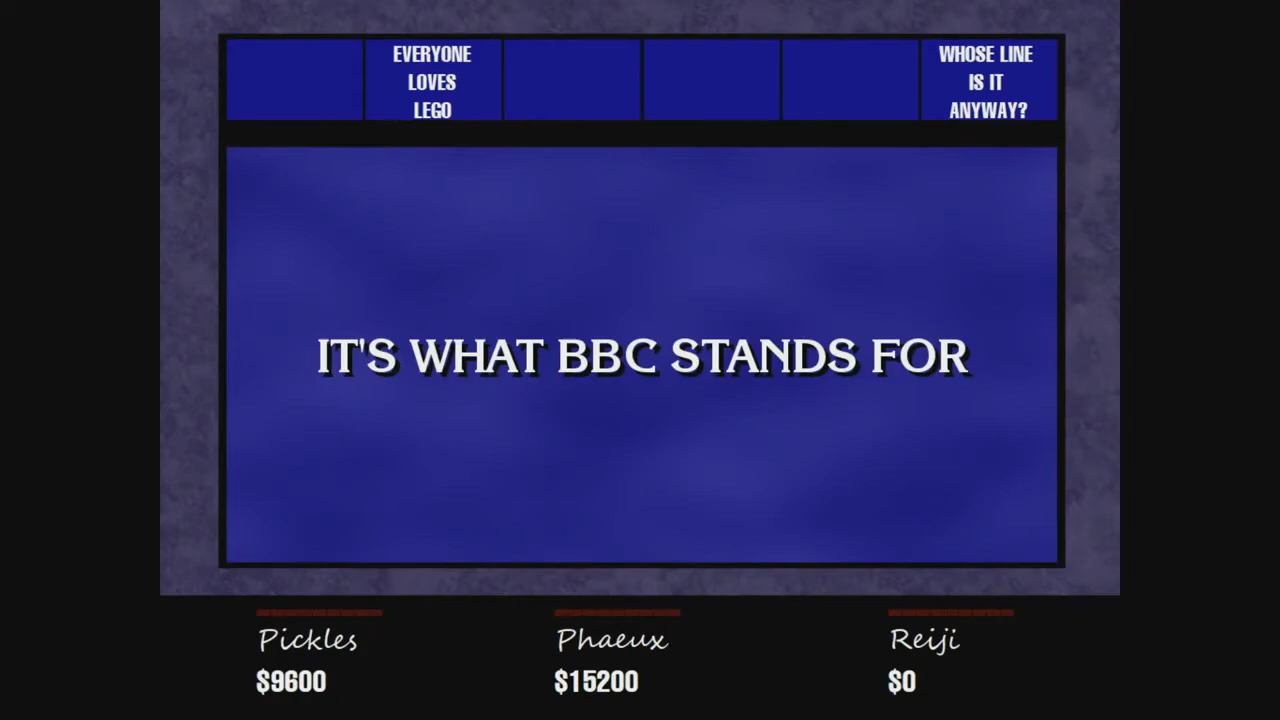 EVERYONE
LOVES
LEGO
WHOSE LINE
IS IT
ANYWAY?
IT'S WHAT BBC STANDS FOR
Pickles
$9600
Phaeux
$15200
Reiji
$0